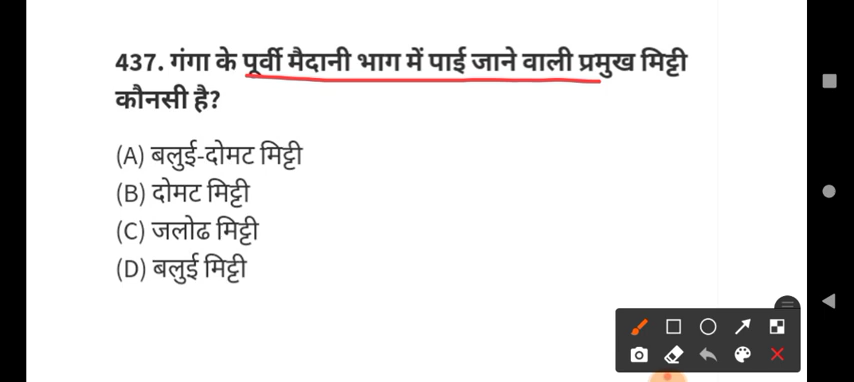 437. गंगा के पूर्वी मैदानी भाग में पाई जाने वाली प्रमुख मिट्टी
कौनसी है?
(A) बलुई-दोमट मिट्टी
(B) दोमट मिट्टी
(C) जलोढ मिट्टी
(D) बलुई मिट्टी